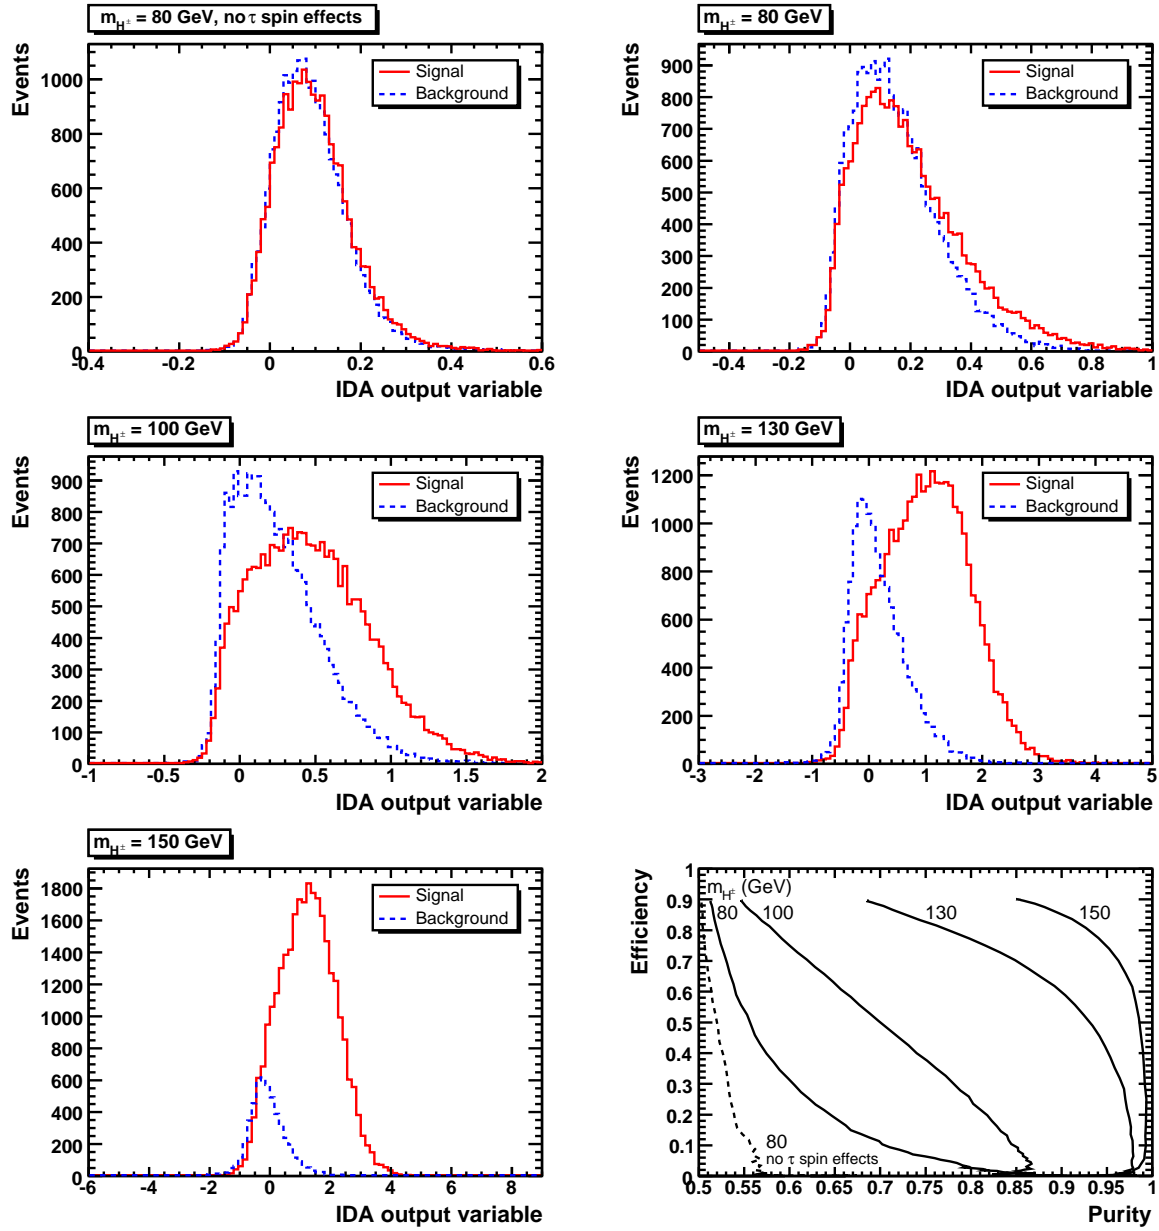 m_H± = 80 GeV, no τ spin effects
Events
1000
800
600
400
200
0
-0.4 -0.2 0 0.2 0.4 0.6
IDA output variable
Signal
Background
m_H± = 80 GeV
Events
900
800
700
600
500
400
300
200
100
0
-0.4 -0.2 0 0.2 0.4 0.6 0.8 1
IDA output variable
Signal
Background
m_H± = 100 GeV
Events
900
800
700
600
500
400
300
200
100
0
-1 -0.5 0 0.5 1 1.5 2
IDA output variable
Signal
Background
m_H± = 130 GeV
Events
1200
1000
800
600
400
200
0
-3 -2 -1 0 1 2 3 4 5
IDA output variable
Signal
Background
m_H± = 150 GeV
Events
1800
1600
1400
1200
1000
800
600
400
200
0
-6 -4 -2 0 2 4 6 8
IDA output variable
Signal
Background
Efficiency
1
0.9
0.8
0.7
0.6
0.5
0.4
0.3
0.2
0.1
0
m_H± (GeV)
80 100 130 150
80
no τ spin effects
0.5 0.55 0.6 0.65 0.7 0.75 0.8 0.85 0.9 0.95 1
Purity